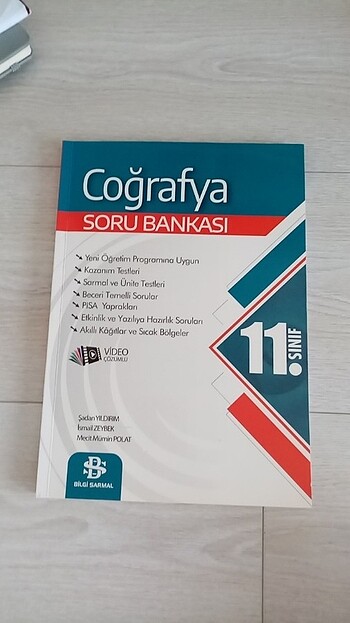 Coğrafya
SORU BANKASI
Yeni Öğretim Programına Uygun
Kazanım Testleri
Sarmal ve Ünite Testleri
Beceri Temelli Sorular
PISA Yaprakları
Etkinlik ve Yazılıya Hazırlık Soruları
Akıllı Kâğıtlar ve Sıcak Bölgeler
VİDEO
ÇÖZÜMLÜ
11. SINIF
Şadan YILDIRIM
İsmail ZEYBEK
Mecit Mümin POLAT
BS
BİLGİ SARMAL